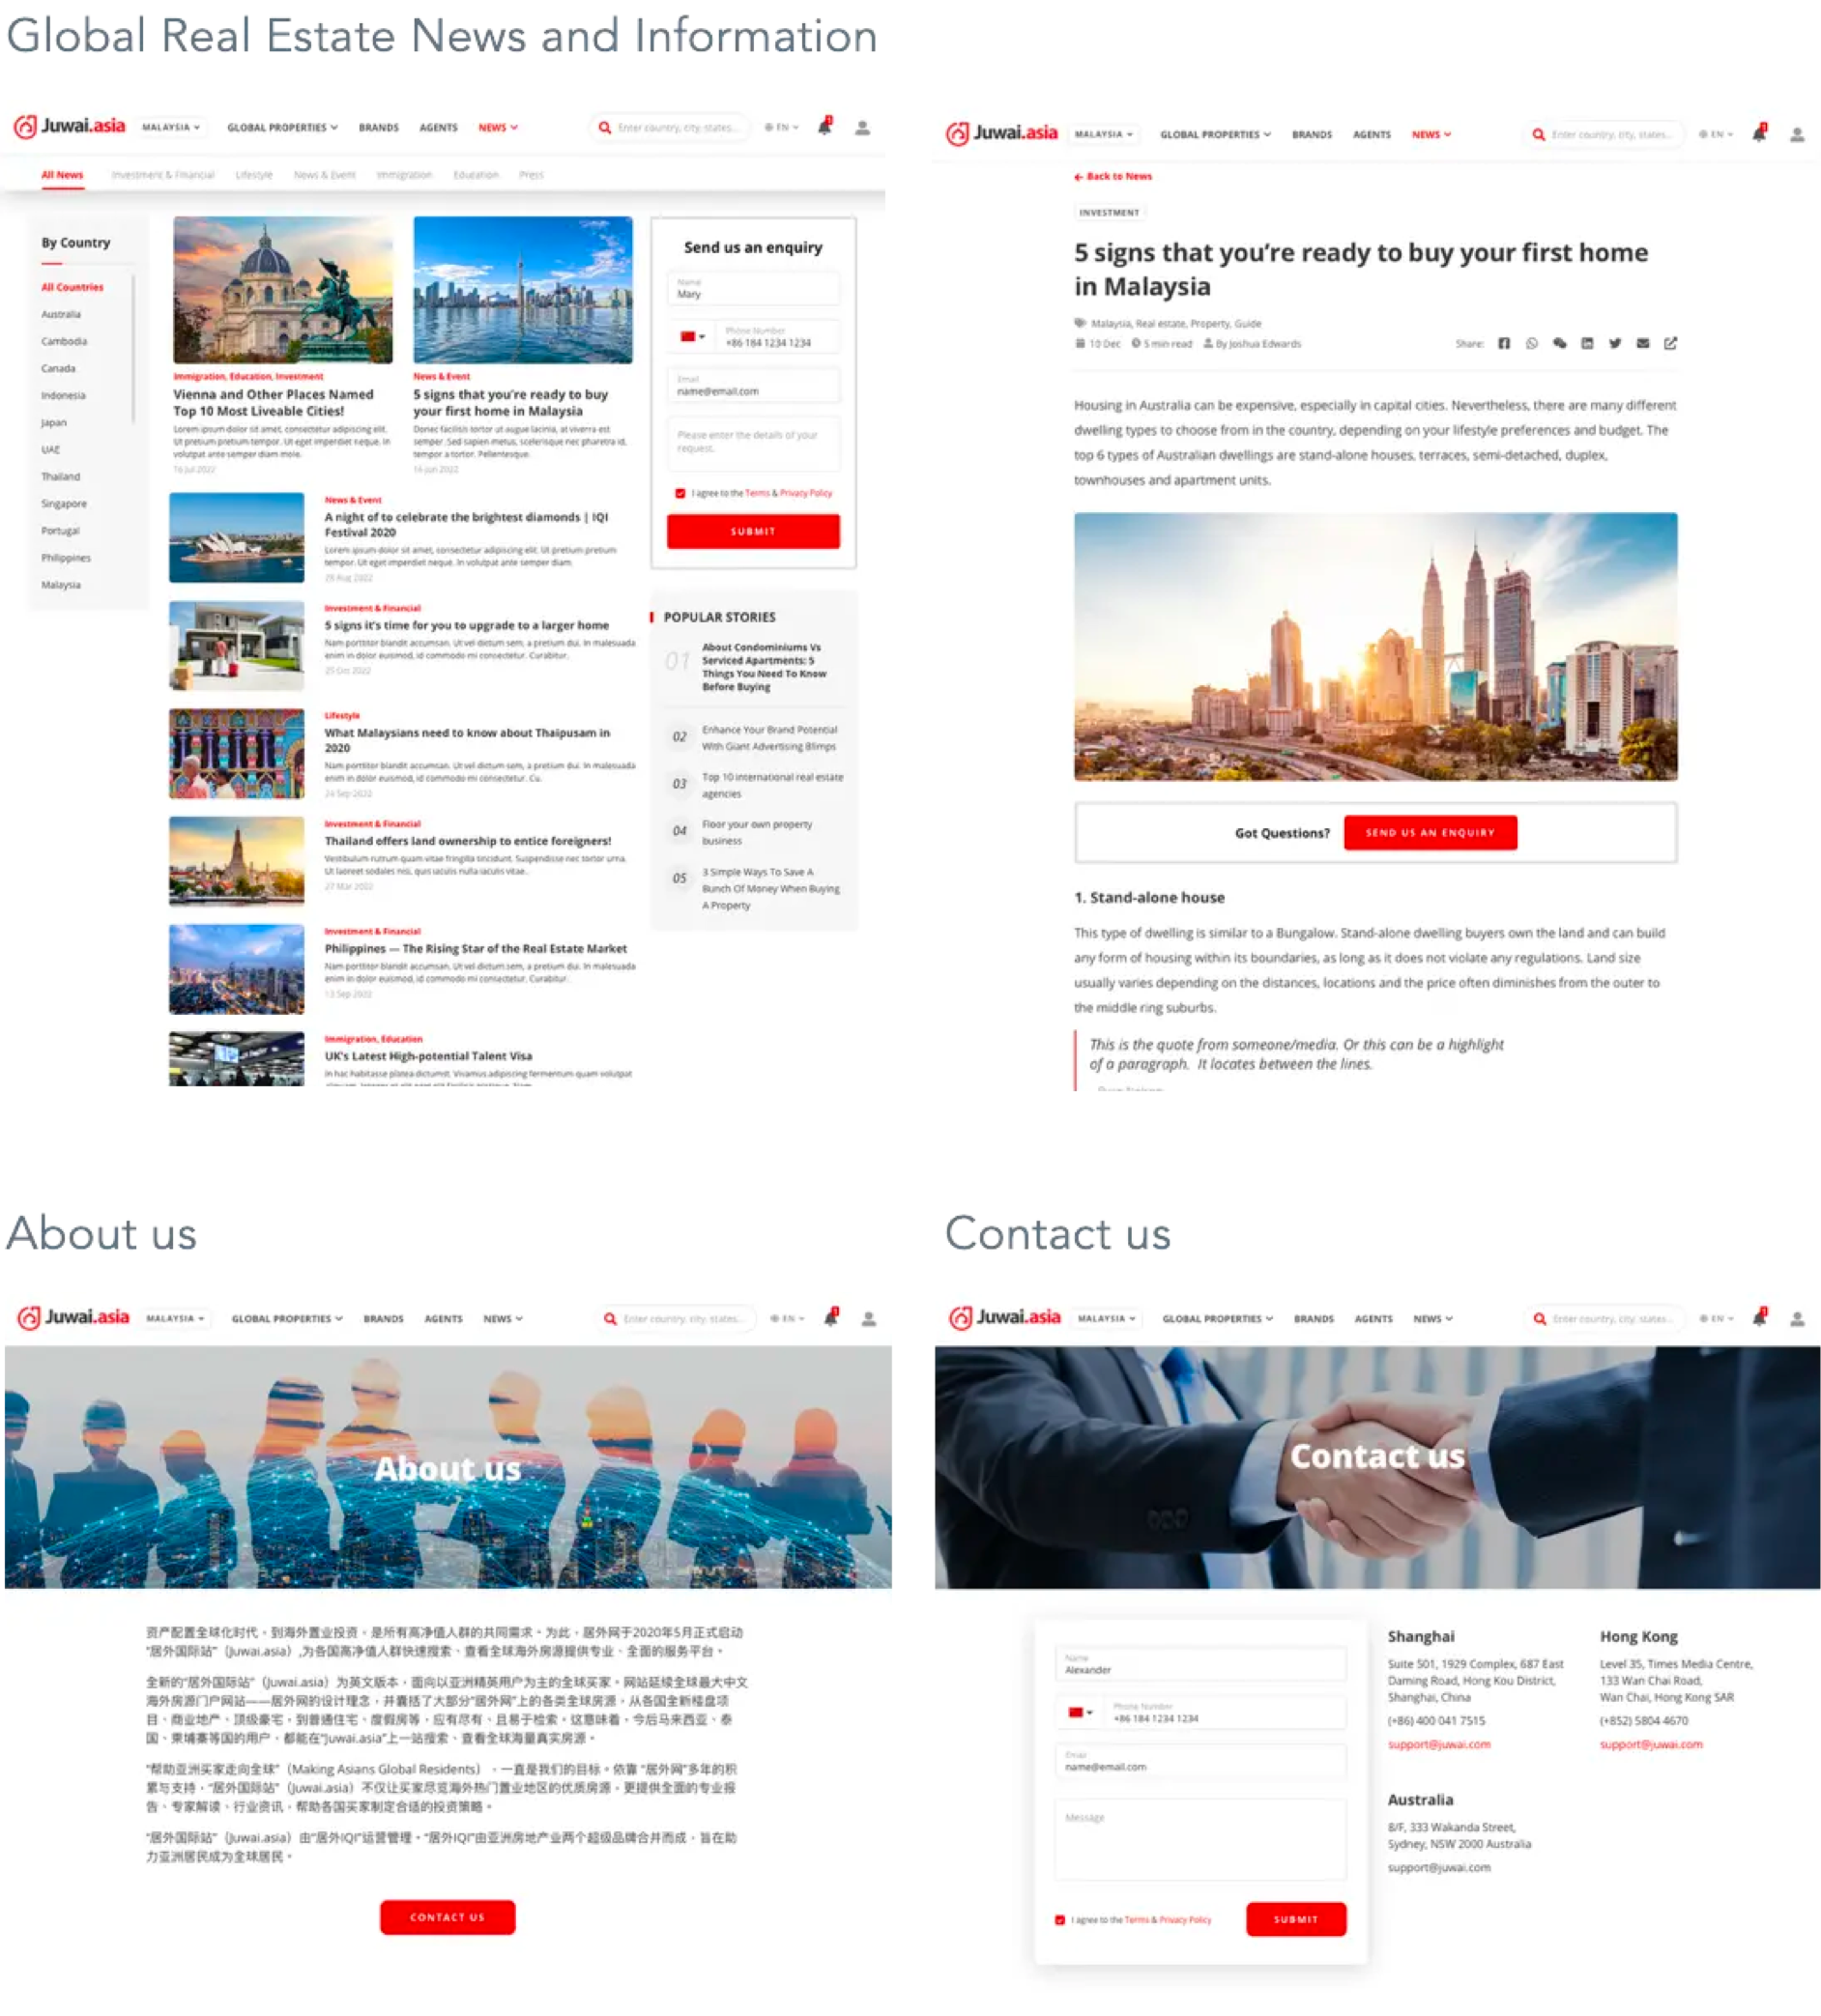 Global Real Estate News and Information
Juwai.asia MALAYSIA GLOBAL PROPERTIES BRANDS AGENTS NEWS Enter country, city, states... EN 1
All News Investment & Financial Lifestyle News & Event Immigration Education Press
By Country
All Countries
Australia
Cambodia
Canada
Indonesia
Japan
UAE
Thailand
Singapore
Portugal
Philippines
Malaysia
Immigration, Education, Investment
Vienna and Other Places Named
Top 10 Most Liveable Cities!
Lorem ipsum dolor sit amet, consectetur adipiscing elit.
Ut pretium pretium tempor. Ut eget imperdiet neque. In
volutpat ante semper diam mole.
16 Jul 2022
News & Event
5 signs that you're ready to buy
your first home in Malaysia
Donec facilisis tortor ut augue lacinia, at viverra est
semper. Sed sapien metus, scelerisque nec pharetra id,
tempor a tortor. Pellentesque.
16 Jun 2022
News & Event
A night of to celebrate the brightest diamonds | IQI
Festival 2020
Lorem ipsum dolor sit amet, consectetur adipiscing elit. Ut pretium pretium
tempor. Ut eget imperdiet neque. In volutpat ante semper diam.
28 Aug 2022
Investment & Financial
5 signs it's time for you to upgrade to a larger home
Nam porttitor blandit accumsan. Ut vel dictum sem, a pretium dui. In malesuada
enim in dolor euismod, id commodo mi consectetur. Curabitur.
25 Oct 2022
Lifestyle
What Malaysians need to know about Thaipusam in
2020
Nam porttitor blandit accumsan. Ut vel dictum sem, a pretium dui. In malesuada
enim in dolor euismod, id commodo mi consectetur. Cu.
24 Sep 2022
Investment & Financial
Thailand offers land ownership to entice foreigners!
Vestibulum rutrum quam vitae fringilla tincidunt. Suspendisse nec tortor urna.
Ut laoreet sodales nisi, quis iaculis nulla iaculis vitae.
27 Mar 2022
Investment & Financial
Philippines — The Rising Star of the Real Estate Market
Nam porttitor blandit accumsan. Ut vel dictum sem, a pretium dui. In malesuada
enim in dolor euismod, id commodo mi consectetur. Curabitur.
13 Sep 2022
Immigration, Education
UK's Latest High-potential Talent Visa
In hac habitasse platea dictumst. Vivamus adipiscing fermentum quam volutpat
Send us an enquiry
Name
Mary
Phone Number
+86 184 1234 1234
Email
name@email.com
Please enter the details of your
request.
I agree to the Terms & Privacy Policy
SUBMIT
POPULAR STORIES
01 About Condominiums Vs
Serviced Apartments: 5
Things You Need To Know
Before Buying
02 Enhance Your Brand Potential
With Giant Advertising Blimps
03 Top 10 international real estate
agencies
04 Floor your own property
business
05 3 Simple Ways To Save A
Bunch Of Money When Buying
A Property
Juwai.asia MALAYSIA GLOBAL PROPERTIES BRANDS AGENTS NEWS Enter country, city, states... EN 1
Back to News
INVESTMENT
5 signs that you're ready to buy your first home
in Malaysia
Malaysia, Real estate, Property, Guide
10 Dec 5 min read By Joshua Edwards Share:
Housing in Australia can be expensive, especially in capital cities. Nevertheless, there are many different
dwelling types to choose from in the country, depending on your lifestyle preferences and budget. The
top 6 types of Australian dwellings are stand-alone houses, terraces, semi-detached, duplex,
townhouses and apartment units.
Got Questions? SEND US AN ENQUIRY
1. Stand-alone house
This type of dwelling is similar to a Bungalow. Stand-alone dwelling buyers own the land and can build
any form of housing within its boundaries, as long as it does not violate any regulations. Land size
usually varies depending on the distances, locations and the price often diminishes from the outer to
the middle ring suburbs.
This is the quote from someone/media. Or this can be a highlight
of a paragraph. It locates between the lines.
About us
Juwai.asia MALAYSIA GLOBAL PROPERTIES BRANDS AGENTS NEWS Enter country, city, states... EN 1
About us
资产配置全球化时代，到海外置业投资，是所有高净值人群的共同需求。为此，居外网于2020年5月正式启动
"居外国际站"（Juwai.asia）,为各国高净值人群快速搜索、查看全球海外房源提供专业、全面的服务平台。
全新的"居外国际站"（Juwai.asia）为英文版本，面向以亚洲精英用户为主的全球买家。网站延续全球最大中文
海外房源门户网站——居外网的设计理念，并囊括了大部分"居外网"上的各类全球房源，从各国全新楼盘项
目、商业地产、顶级豪宅，到普通住宅、度假房等，应有尽有、且易于检索。这意味着，今后马来西亚、泰
国、柬埔寨等国的用户，都能在"Juwai.asia"上一站搜索、查看全球海量真实房源。
"帮助亚洲买家走向全球"（Making Asians Global Residents），一直是我们的目标。依靠 "居外网"多年的积
累与支持，"居外国际站"（Juwai.asia）不仅让买家尽览海外热门置业地区的优质房源，更提供全面的专业报
告、专家解读、行业资讯，帮助各国买家制定合适的投资策略。
"居外国际站"（Juwai.asia）由"居外IQI"运营管理。"居外IQI"由亚洲房地产业两个超级品牌合并而成，旨在助
力亚洲居民成为全球居民。
CONTACT US
Contact us
Juwai.asia MALAYSIA GLOBAL PROPERTIES BRANDS AGENTS NEWS Enter country, city, states... EN 1
Contact us
Name
Alexander
Phone Number
+86 184 1234 1234
Email
name@email.com
Message
I agree to the Terms & Privacy Policy SUBMIT
Shanghai
Suite 501, 1929 Complex, 687 East
Daming Road, Hong Kou District,
Shanghai, China
(+86) 400 041 7515
support@juwai.com
Hong Kong
Level 35, Times Media Centre,
133 Wan Chai Road,
Wan Chai, Hong Kong SAR
(+852) 5804 4670
support@juwai.com
Australia
8/F, 333 Wakanda Street,
Sydney, NSW 2000 Australia
support@juwai.com